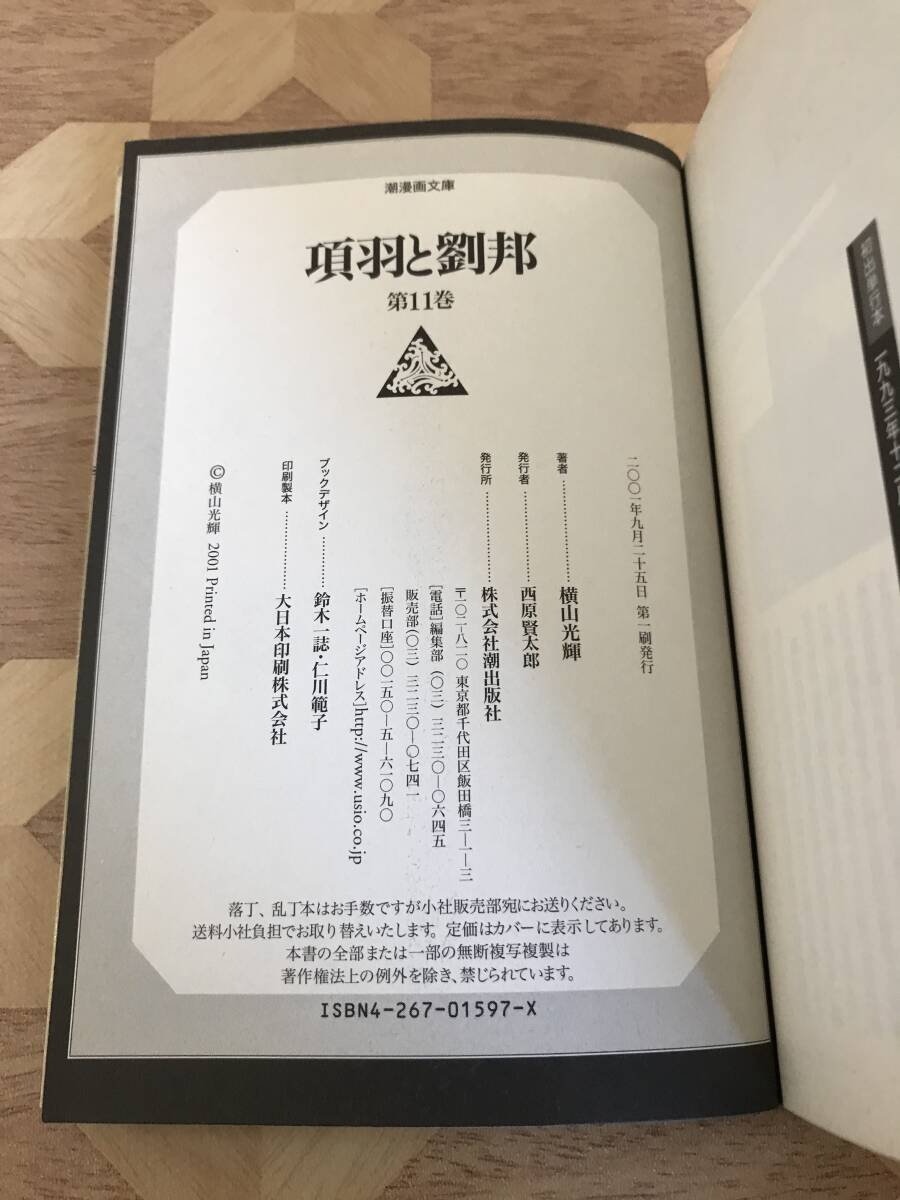 潮漫画文庫
項羽と劉邦
第11巻
二〇〇一年九月二十五日 第一刷発行
著者…………横山光輝
発行者…………西原賢太郎
発行所…………株式会社潮出版社
〒一〇二-八一一〇 東京都千代田区飯田橋三-一-三
[電話]編集部(〇三)三二三〇-〇六四五
販売部(〇三)三二三〇-〇七四一
[振替口座]〇〇一五〇-五-六一〇九〇
[ホームページアドレス]http://www.usio.co.jp
ブックデザイン…………鈴木一誌・仁川範子
印刷製本…………大日本印刷株式会社
©横山光輝 2001 Printed in Japan
落丁、乱丁本はお手数ですが小社販売部宛にお送りください。
送料小社負担でお取り替えいたします。定価はカバーに表示してあります。
本書の全部または一部の無断複写複製は
著作権法上の例外を除き、禁じられています。
ISBN4-267-01597-X
初出単行本
一九九三年十二月